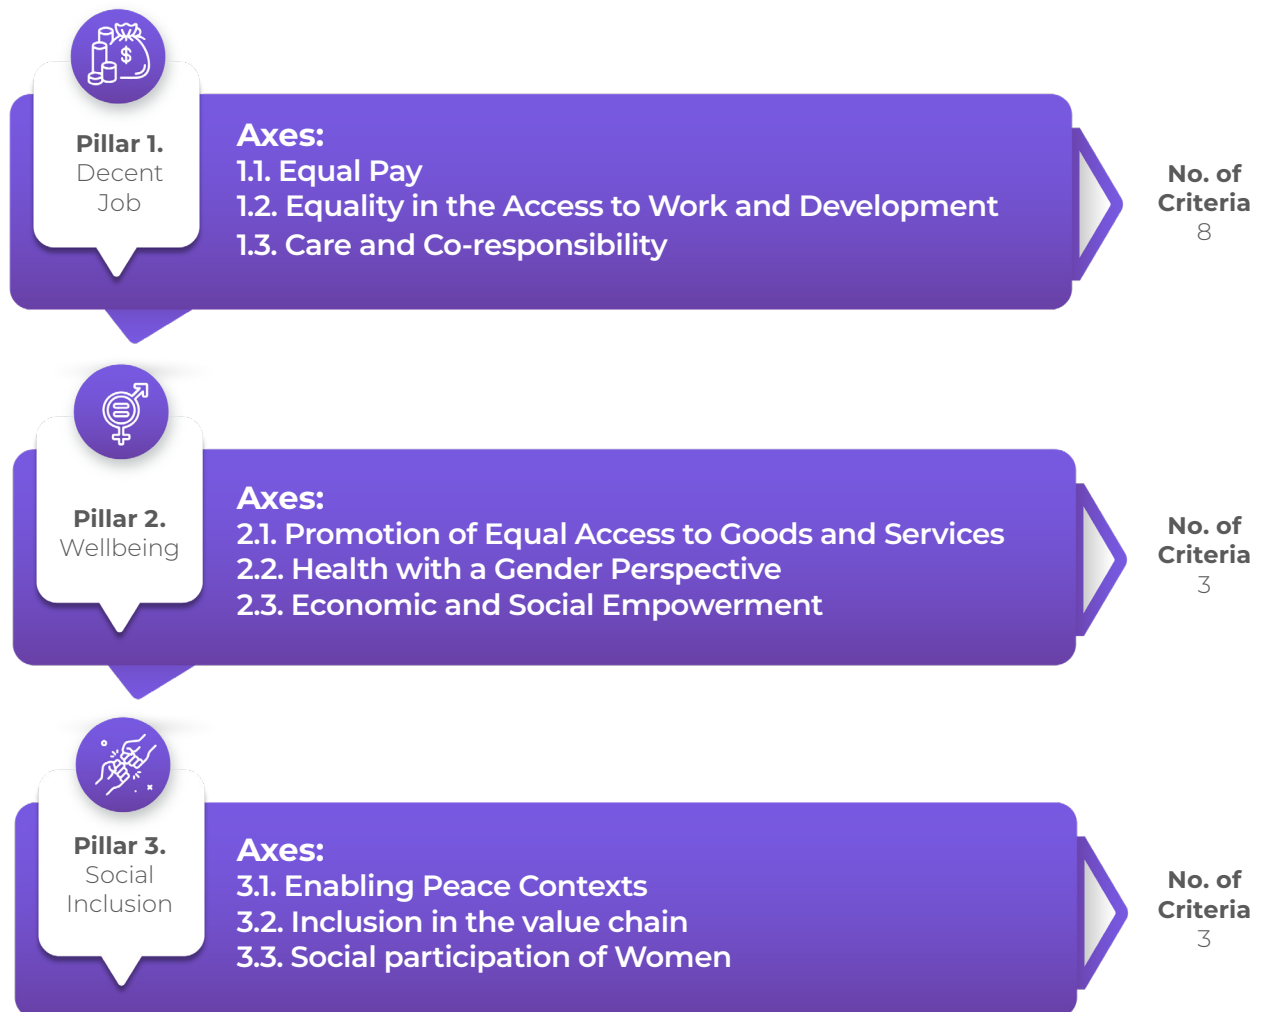 $
Pillar 1.
Decent
Job
Axes:
1.1. Equal Pay
1.2. Equality in the Access to Work and Development
1.3. Care and Co-responsibility
No. of
Criteria
8
Pillar 2.
Wellbeing
Axes:
2.1. Promotion of Equal Access to Goods and Services
2.2. Health with a Gender Perspective
2.3. Economic and Social Empowerment
No. of
Criteria
3
Pillar 3.
Social
Inclusion
Axes:
3.1. Enabling Peace Contexts
3.2. Inclusion in the value chain
3.3. Social participation of Women
No. of
Criteria
3